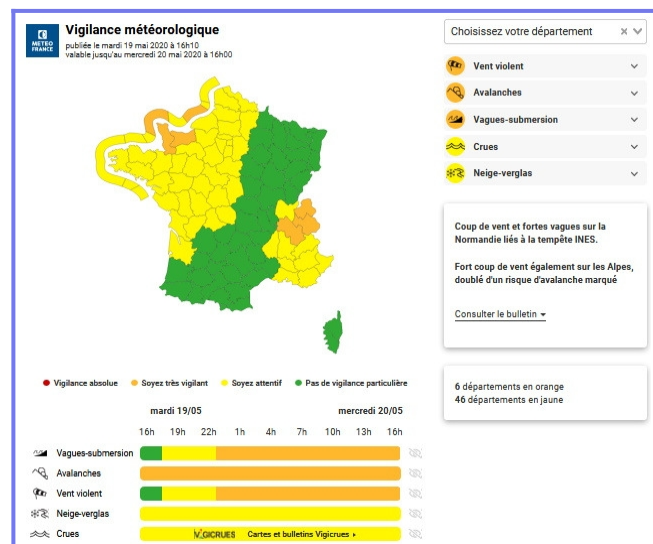 METEO
FRANCE
Vigilance météorologique
publiée le mardi 19 mai 2020 à 16h10
valable jusqu'au mercredi 20 mai 2020 à 16h00
Choisissez votre département
Vent violent
Avalanches
Vagues-submersion
Crues
Neige-verglas
Coup de vent et fortes vagues sur la
Normandie liés à la tempête INES.
Fort coup de vent également sur les Alpes,
doublé d'un risque d'avalanche marqué
Consulter le bulletin
6 départements en orange
46 départements en jaune
Vigilance absolue
Soyez très vigilant
Soyez attentif
Pas de vigilance particulière
mardi 19/05 mercredi 20/05
16h 19h 22h 1h 4h 7h 10h 13h 16h
Vagues-submersion
Avalanches
Vent violent
Neige-verglas
Crues VIGICRUES Cartes et bulletins Vigicrues